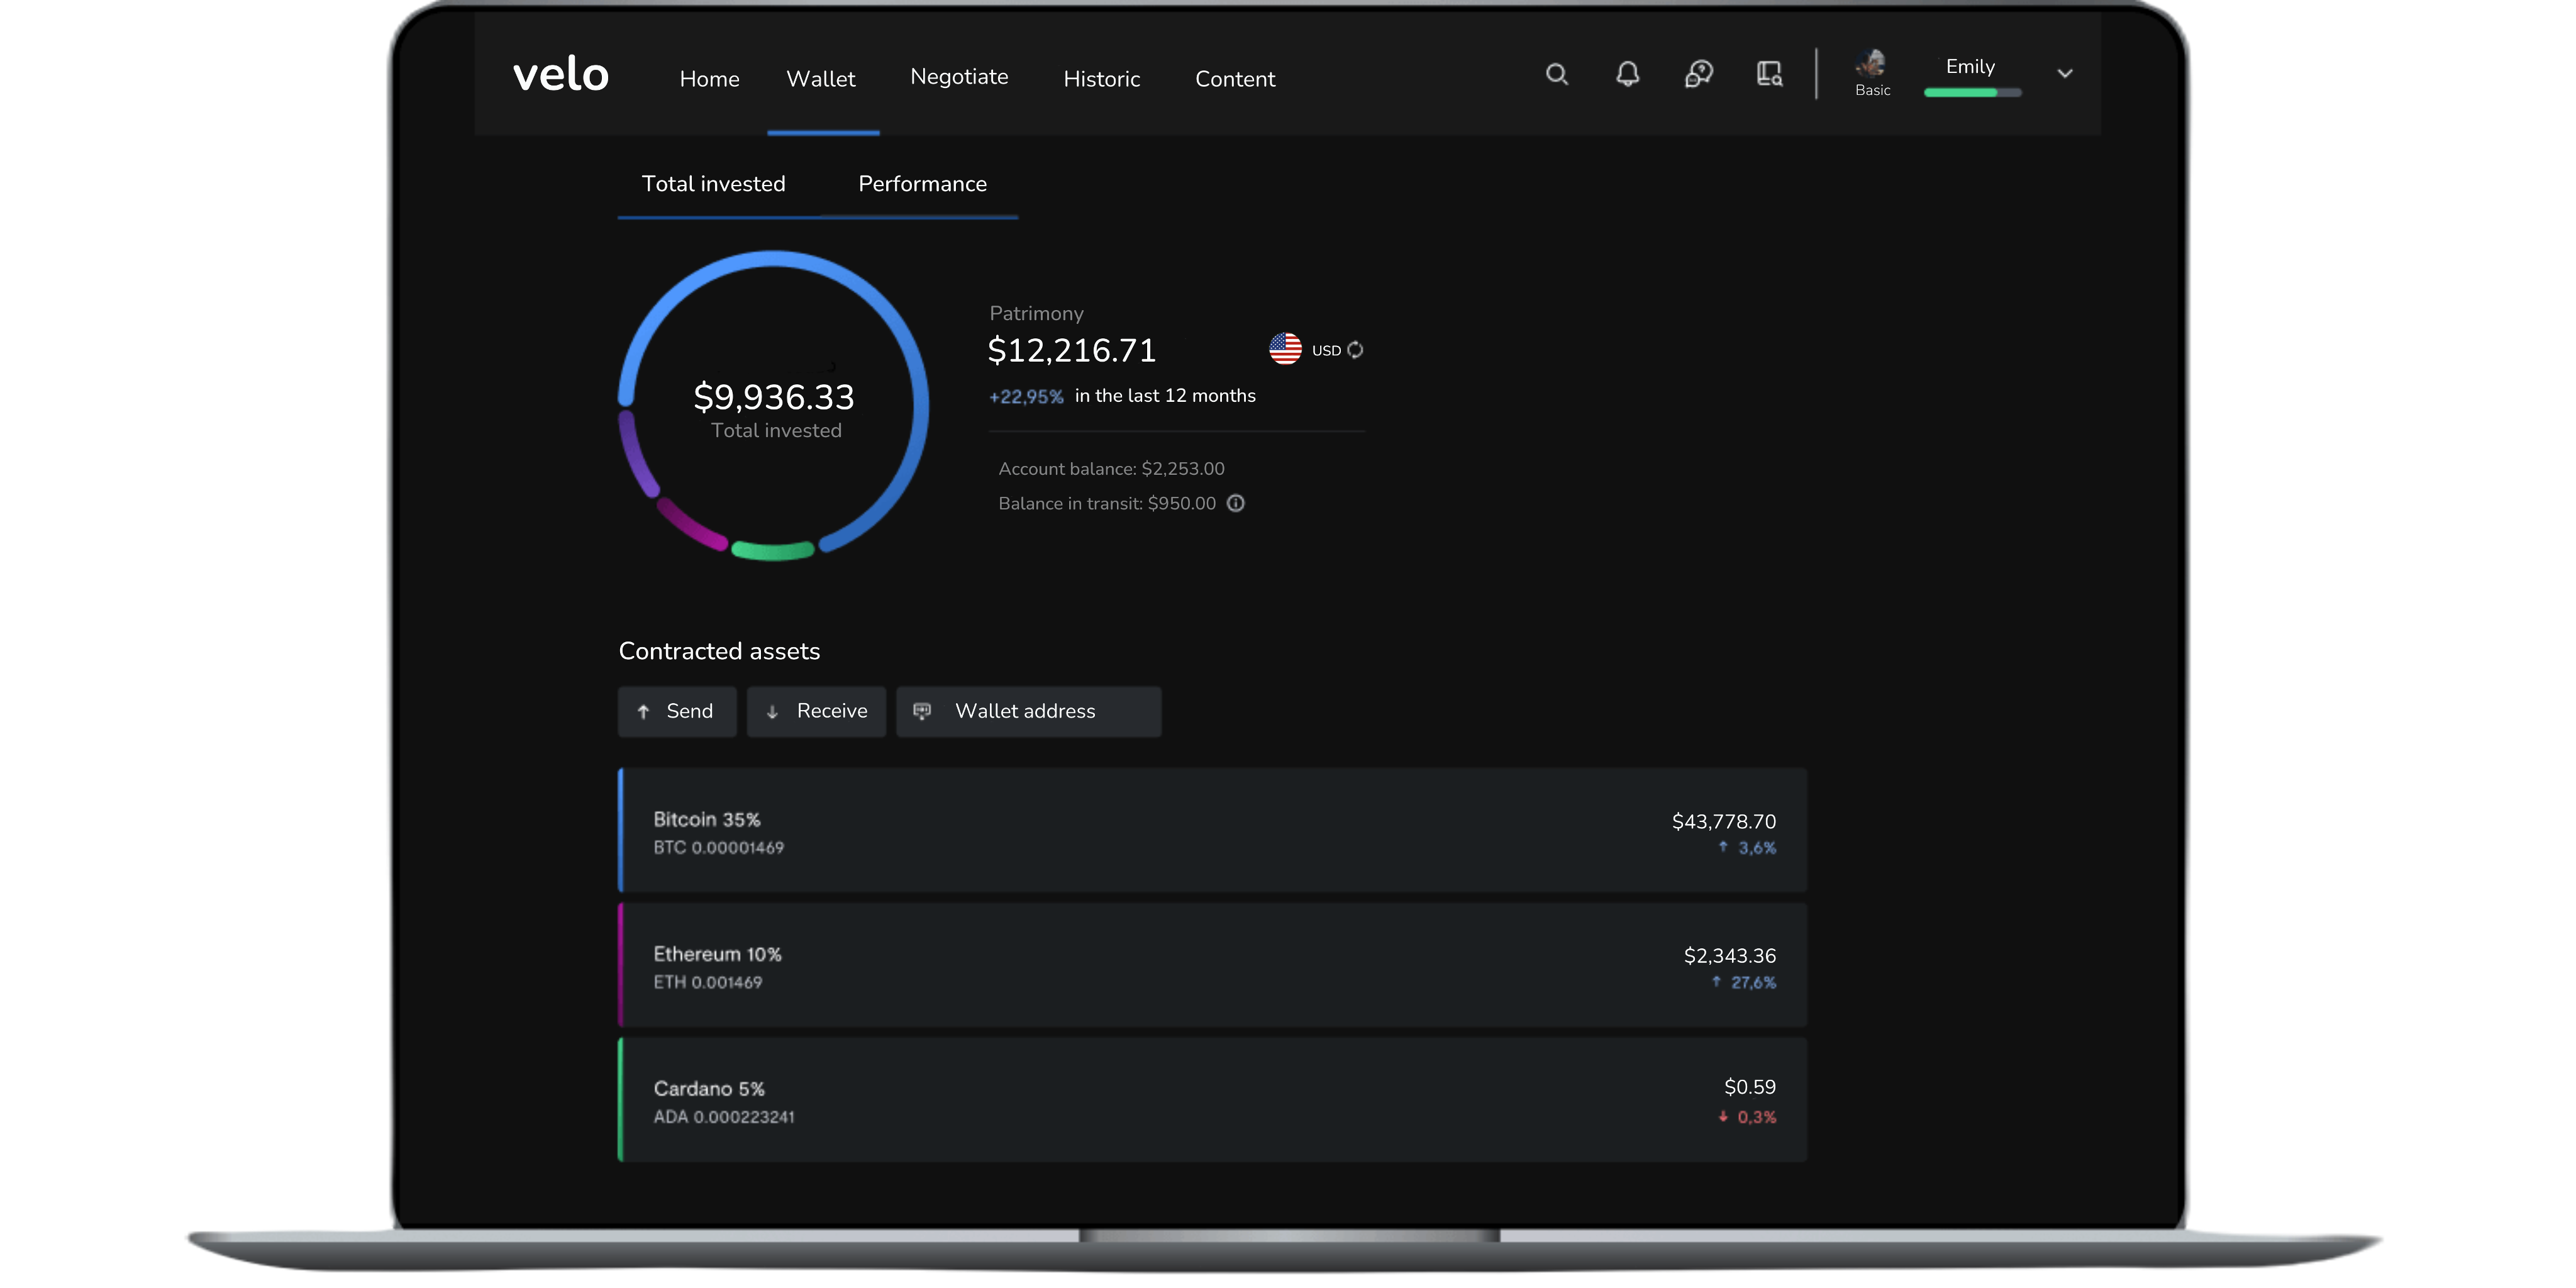 velo
Home
Wallet
Negotiate
Historic
Content
Basic
Emily
Total invested
Performance
$9,936.33
Total invested
Patrimony
$12,216.71
USD
+22,95% in the last 12 months
Account balance: $2,253.00
Balance in transit: $950.00
Contracted assets
Send
Receive
Wallet address
Bitcoin 35%
BTC 0.00001469
$43,778.70
3,6%
Ethereum 10%
ETH 0.001469
$2,343.36
27,6%
Cardano 5%
ADA 0.000223241
$0.59
0,3%